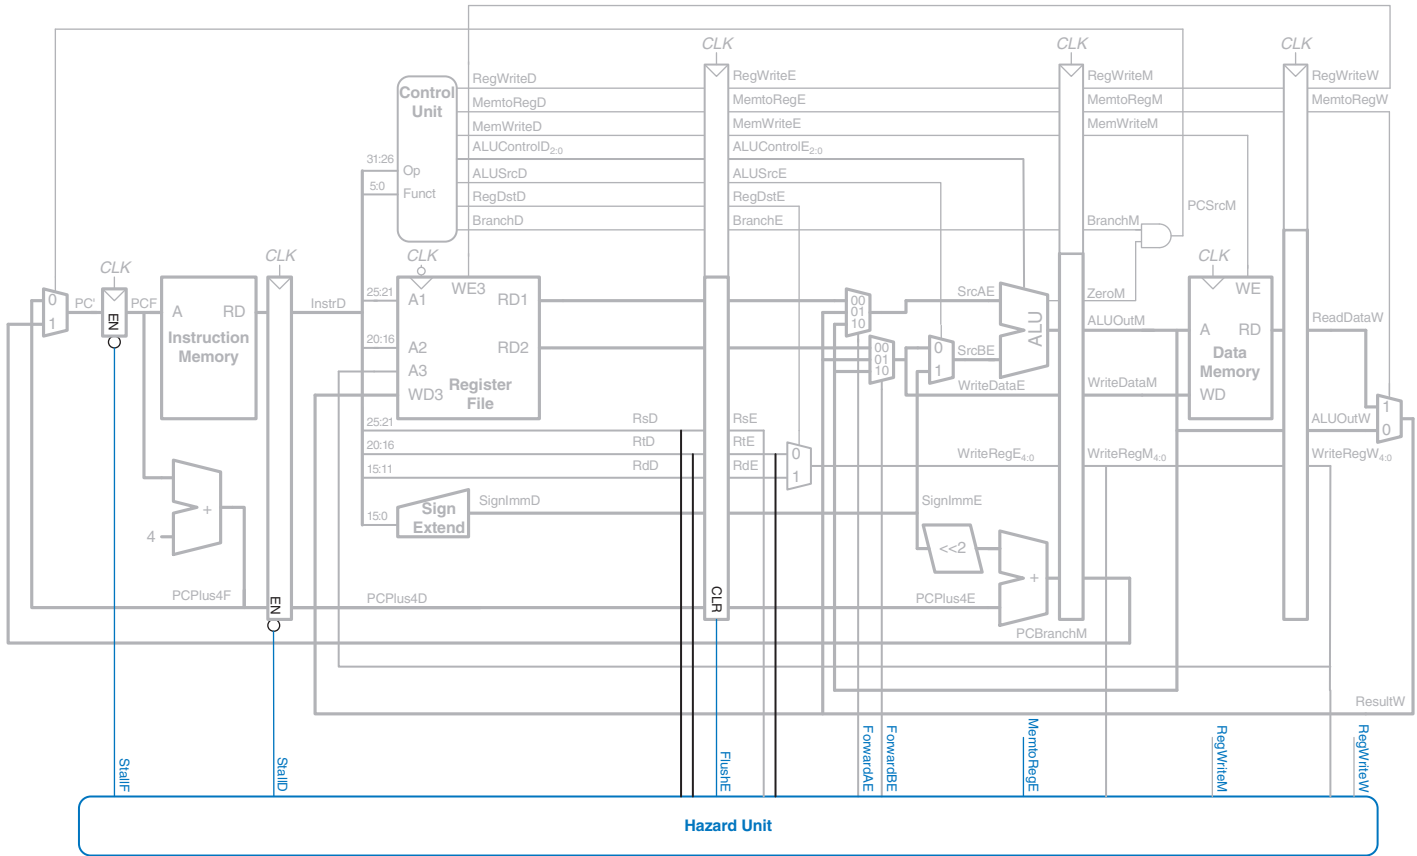 CLK
CLK
CLK
Control
Unit
RegWriteD
RegWriteE
RegWriteM
RegWriteW
MemtoRegD
MemtoRegE
MemtoRegM
MemtoRegW
MemWriteD
MemWriteE
MemWriteM
ALUControlD2:0
ALUControlE2:0
31:26
Op
ALUSrcD
ALUSrcE
5:0
Funct
RegDstD
RegDstE
PCSrcM
BranchD
BranchE
BranchM
CLK
CLK
CLK
CLK
0
1
PC'
EN
PCF
A
RD
Instruction
Memory
InstrD
25:21
A1
WE3
RD1
00
01
10
SrcAE
ALU
ZeroM
WE
ALUOutM
A
RD
ReadDataW
20:16
A2
RD2
00
01
10
0
1
SrcBE
Data
Memory
A3
WD3
Register
File
WriteDataE
WriteDataM
WD
1
0
25:21
RsD
RsE
ALUOutW
20:16
RtD
RtE
0
1
15:11
RdD
RdE
WriteRegE4:0
WriteRegM4:0
WriteRegW4:0
15:0
Sign
Extend
SignImmD
SignImmE
+
4
<<2
+
PCPlus4F
EN
PCPlus4D
CLR
PCPlus4E
PCBranchM
ResultW
StallF
StallD
FlushE
ForwardAE
ForwardBE
MemtoRegE
RegWriteM
RegWriteW
Hazard Unit